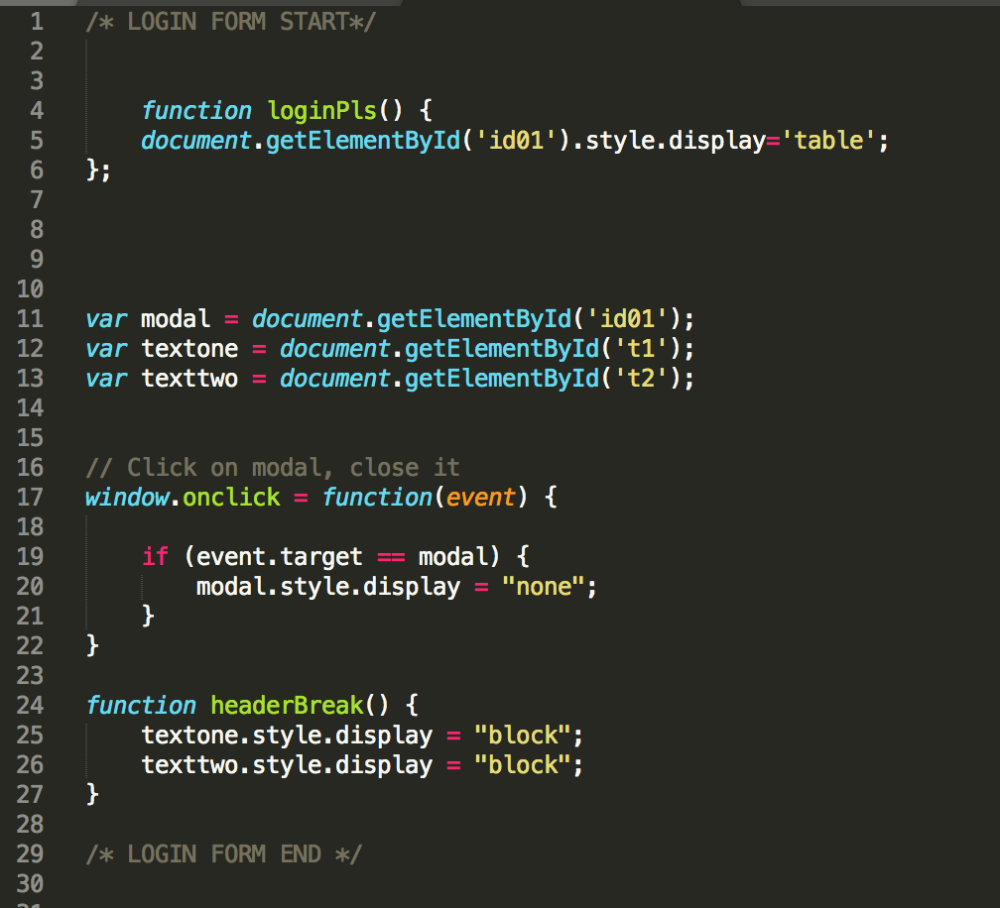 1 /* LOGIN FORM START*/
2
3
4 function loginPls() {
5 document.getElementById('id01').style.display='table';
6 };
7
8
9
10
11 var modal = document.getElementById('id01');
12 var textone = document.getElementById('t1');
13 var texttwo = document.getElementById('t2');
14
15
16 // Click on modal, close it
17 window.onclick = function(event) {
18
19 if (event.target == modal) {
20 modal.style.display = "none";
21 }
22 }
23
24 function headerBreak() {
25 textone.style.display = "block";
26 texttwo.style.display = "block";
27 }
28
29 /* LOGIN FORM END */
30